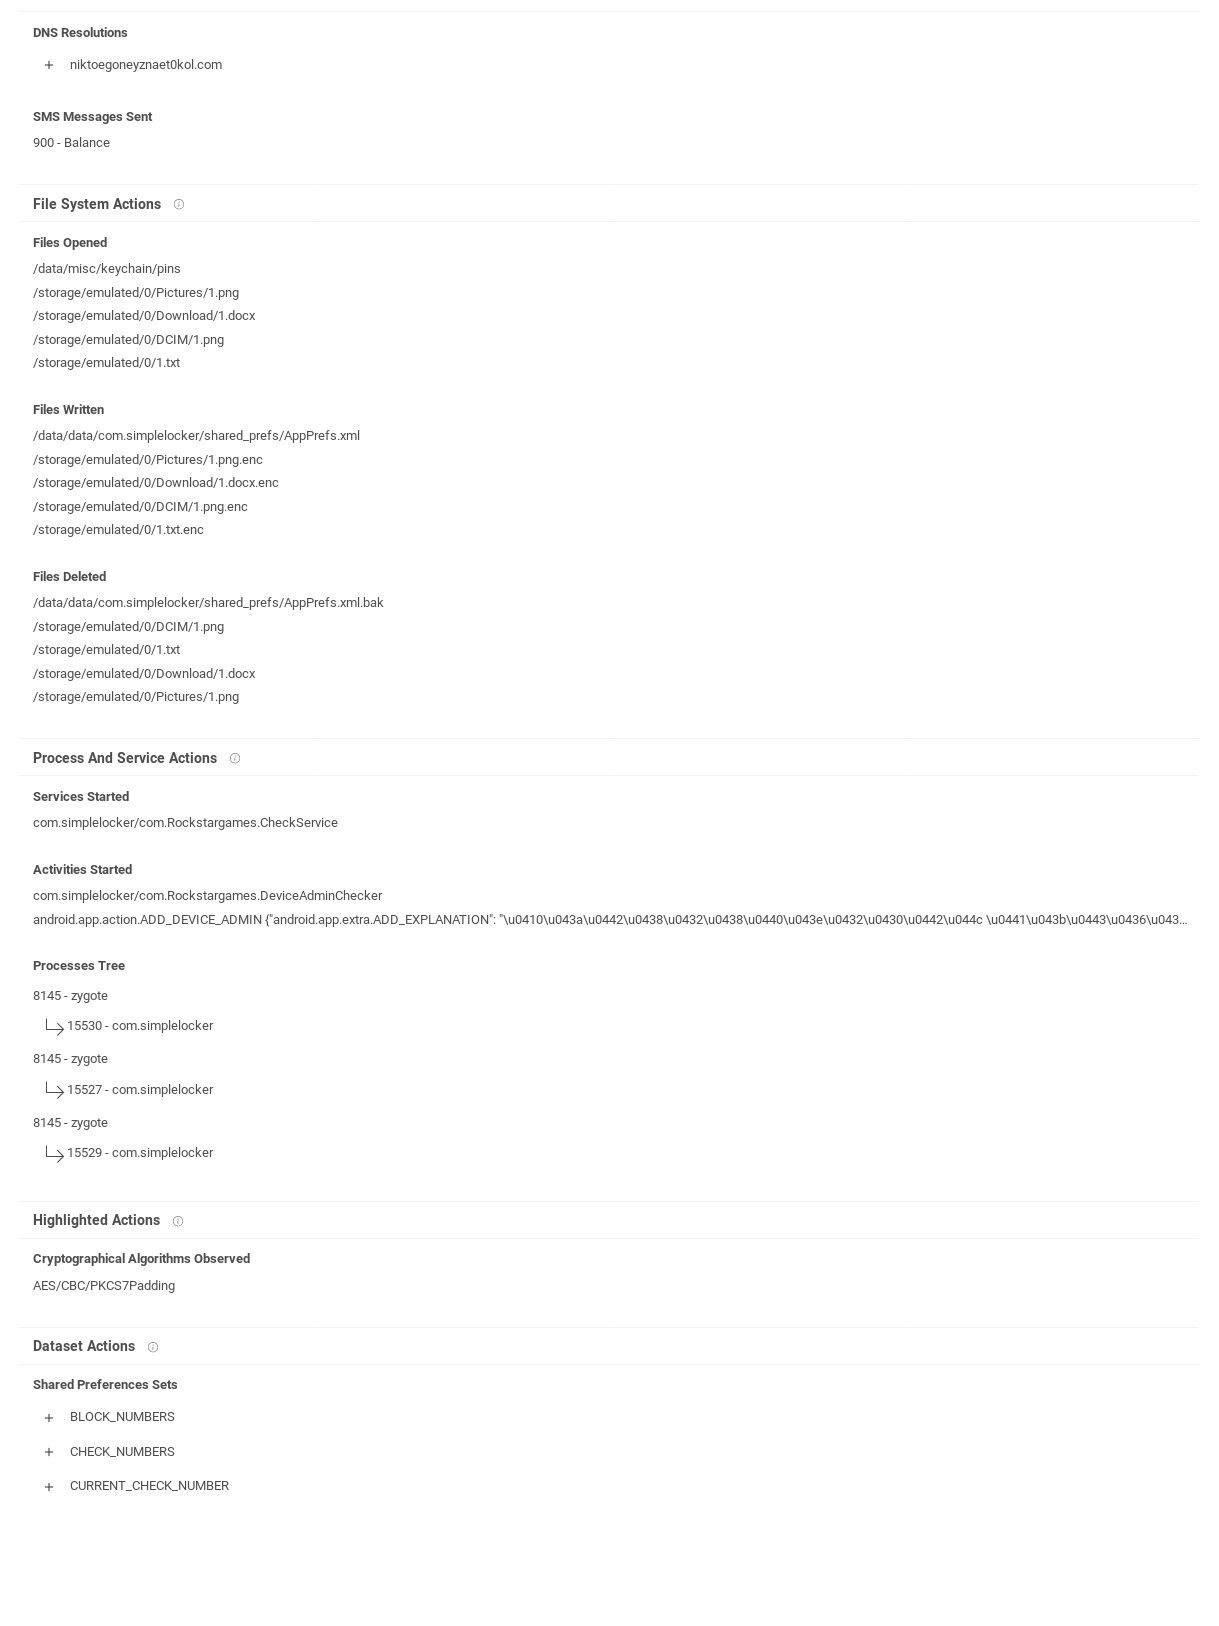 DNS Resolutions
+ niktoegoneyznaet0kol.com
SMS Messages Sent
900 - Balance
File System Actions
Files Opened
/data/misc/keychain/pins
/storage/emulated/0/Pictures/1.png
/storage/emulated/0/Download/1.docx
/storage/emulated/0/DCIM/1.png
/storage/emulated/0/1.txt
Files Written
/data/data/com.simplelocker/shared_prefs/AppPrefs.xml
/storage/emulated/0/Pictures/1.png.enc
/storage/emulated/0/Download/1.docx.enc
/storage/emulated/0/DCIM/1.png.enc
/storage/emulated/0/1.txt.enc
Files Deleted
/data/data/com.simplelocker/shared_prefs/AppPrefs.xml.bak
/storage/emulated/0/DCIM/1.png
/storage/emulated/0/1.txt
/storage/emulated/0/Download/1.docx
/storage/emulated/0/Pictures/1.png
Process And Service Actions
Services Started
com.simplelocker/com.Rockstargames.CheckService
Activities Started
com.simplelocker/com.Rockstargames.DeviceAdminChecker
android.app.action.ADD_DEVICE_ADMIN {"android.app.extra.ADD_EXPLANATION": "\u0410\u043a\u0442\u0438\u0432\u0438\u0440\u043e\u0432\u0430\u0442\u044c \u0441\u043b\u0443\u0436\u043…
Processes Tree
8145 - zygote
15530 - com.simplelocker
8145 - zygote
15527 - com.simplelocker
8145 - zygote
15529 - com.simplelocker
Highlighted Actions
Cryptographical Algorithms Observed
AES/CBC/PKCS7Padding
Dataset Actions
Shared Preferences Sets
+ BLOCK_NUMBERS
+ CHECK_NUMBERS
+ CURRENT_CHECK_NUMBER